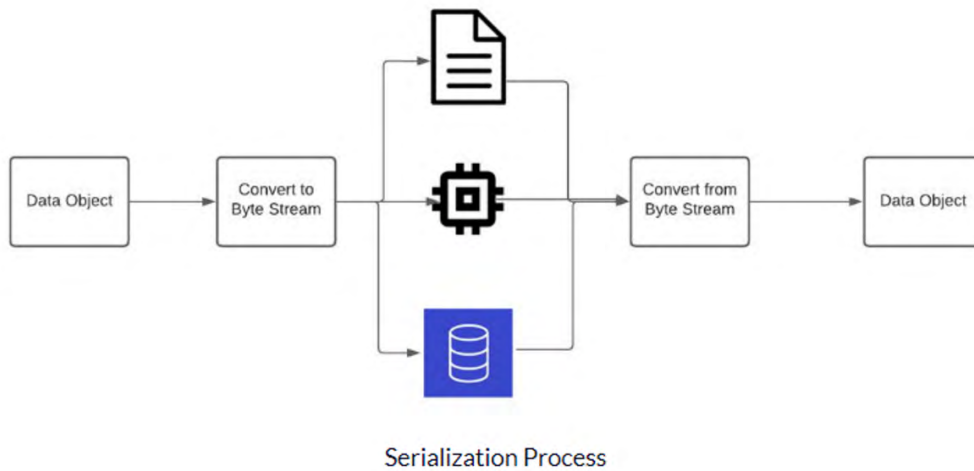 Data Object
Convert to
Byte Stream
Convert from
Byte Stream
Data Object
Serialization Process